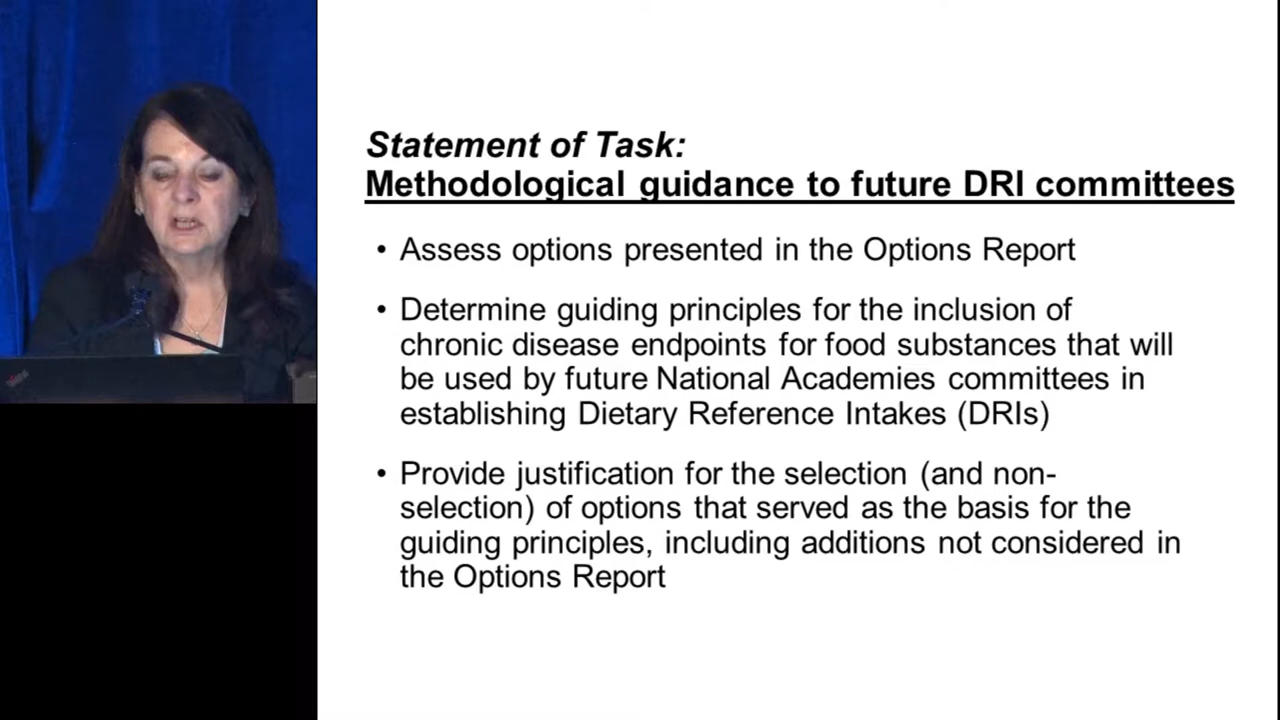 Statement of Task:
Methodological guidance to future DRI committees
• Assess options presented in the Options Report
• Determine guiding principles for the inclusion of
chronic disease endpoints for food substances that will
be used by future National Academies committees in
establishing Dietary Reference Intakes (DRIs)
• Provide justification for the selection (and non-
selection) of options that served as the basis for the
guiding principles, including additions not considered in
the Options Report